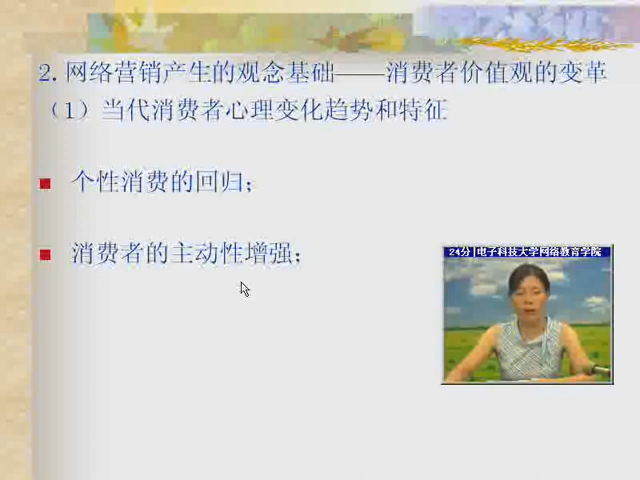 2. 网络营销产生的观念基础——消费者价值观的变革
（1）当代消费者心理变化趋势和特征
个性消费的回归；
消费者的主动性增强；
24分|电子科技大学网络教育学院